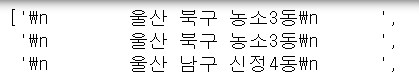 ['₩n        울산 북구 농소3동₩n      ',
 '₩n        울산 북구 농소3동₩n      ',
 '₩n        울산 남구 신정4동₩n      ',